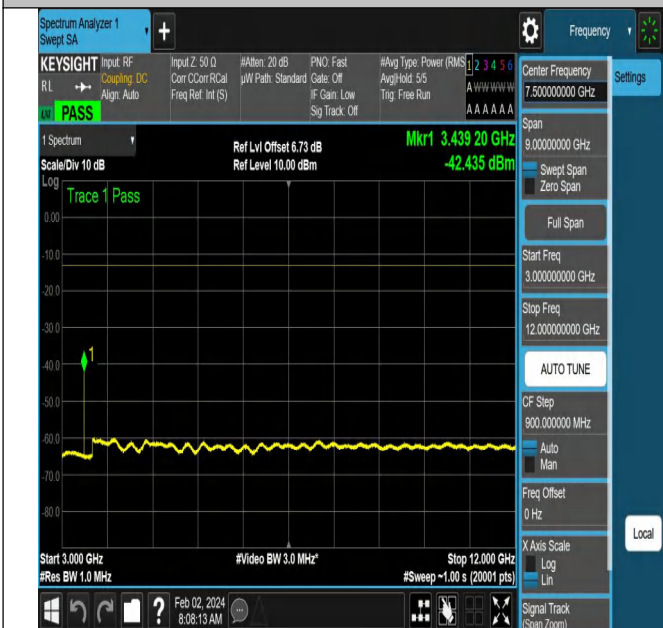 Spectrum Analyzer 1
Swept SA
+
Frequency
KEYSIGHT
Input: RF
Input Z: 50 Ω
#Atten: 20 dB
PNO: Fast
#Avg Type: Power (RMS
1 2 3 4 5 6
RL
Coupling: DC
Corr CCorr RCal
µW Path: Standard
Gate: Off
Avg|Hold: 5/5
A W W W W W
Align: Auto
Freq Ref: Int (S)
IF Gain: Low
Trig: Free Run
PASS
Sig Track: Off
A A A A A A
1 Spectrum
Ref Lvl Offset 6.73 dB
Mkr1 3.439 20 GHz
Scale/Div 10 dB
Ref Level 10.00 dBm
-42.435 dBm
Log
Trace 1 Pass
0.00
-10.0
-20.0
-30.0
-40.0
1
-50.0
-60.0
-70.0
-80.0
Start 3.000 GHz
#Video BW 3.0 MHz*
Stop 12.000 GHz
#Res BW 1.0 MHz
#Sweep ~1.00 s (20001 pts)
Center Frequency
7.500000000 GHz
Settings
Span
9.00000000 GHz
Swept Span
Zero Span
Full Span
Start Freq
3.000000000 GHz
Stop Freq
12.000000000 GHz
AUTO TUNE
CF Step
900.000000 MHz
Auto
Man
Freq Offset
0 Hz
Local
X Axis Scale
Log
Lin
Signal Track
(Span Zoom)
?
Feb 02, 2024
8:08:13 AM